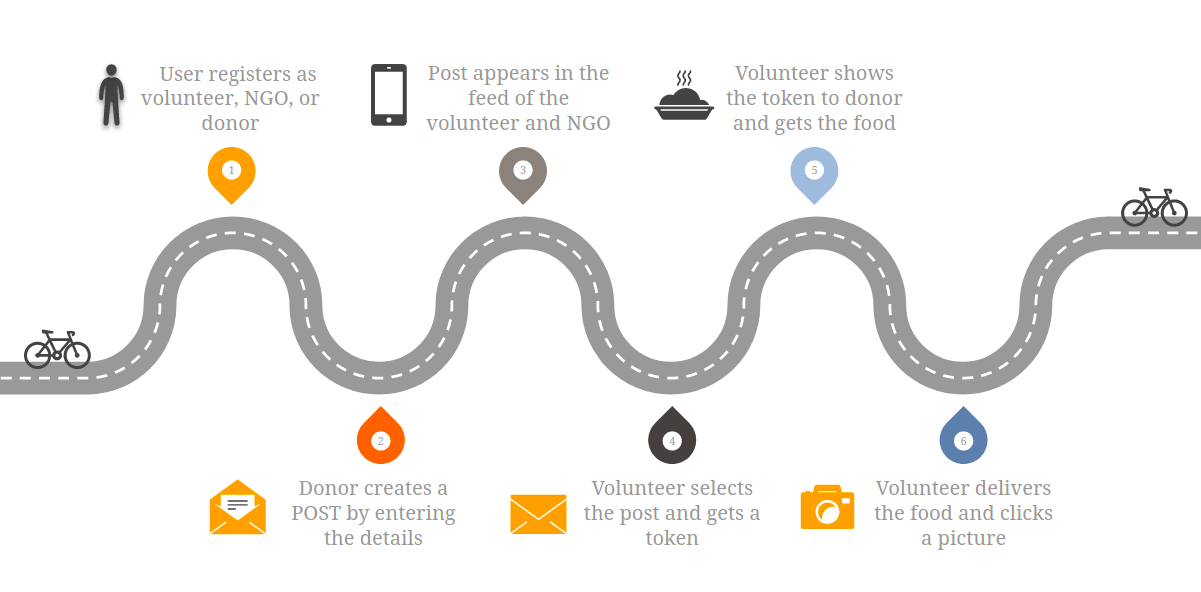 User registers as
volunteer, NGO, or
donor
1
Donor creates a
POST by entering
the details
2
Post appears in the
feed of the
volunteer and NGO
3
Volunteer selects
the post and gets a
token
4
Volunteer shows
the token to donor
and gets the food
5
Volunteer delivers
the food and clicks
a picture
6